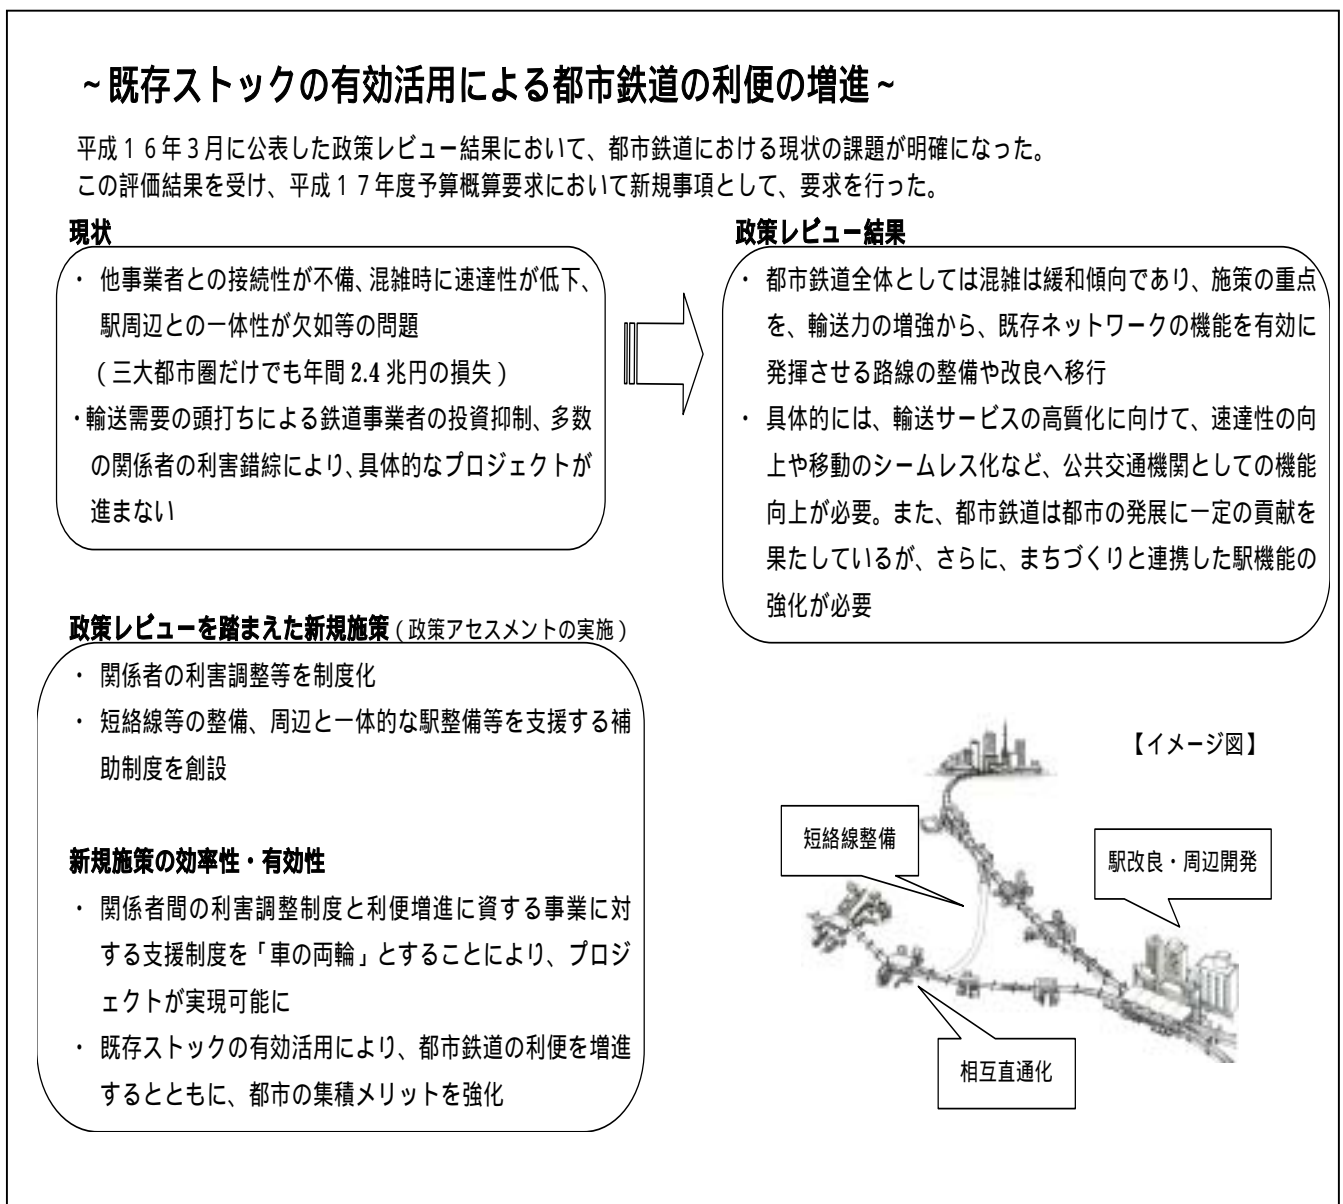 ~既存ストックの有効活用による都市鉄道の利便の増進~
平成16年3月に公表した政策レビュー結果において、都市鉄道における現状の課題が明確になった。
この評価結果を受け、平成17年度予算概算要求において新規事項として、要求を行った。
現状
・ 他事業者との接続性が不備、混雑時に速達性が低下、
駅周辺との一体性が欠如等の問題
(三大都市圏だけでも年間2.4兆円の損失)
・輸送需要の頭打ちによる鉄道事業者の投資抑制、多数
の関係者の利害錯綜により、具体的なプロジェクトが
進まない
政策レビュー結果
・ 都市鉄道全体としては混雑は緩和傾向であり、施策の重点
を、輸送力の増強から、既存ネットワークの機能を有効に
発揮させる路線の整備や改良へ移行
・ 具体的には、輸送サービスの高質化に向けて、速達性の向
上や移動のシームレス化など、公共交通機関としての機能
向上が必要。また、都市鉄道は都市の発展に一定の貢献を
果たしているが、さらに、まちづくりと連携した駅機能の
強化が必要
政策レビューを踏まえた新規施策(政策アセスメントの実施)
・ 関係者の利害調整等を制度化
・ 短絡線等の整備、周辺と一体的な駅整備等を支援する補
助制度を創設
新規施策の効率性・有効性
・ 関係者間の利害調整制度と利便増進に資する事業に対
する支援制度を「車の両輪」とすることにより、プロジ
ェクトが実現可能に
・ 既存ストックの有効活用により、都市鉄道の利便を増進
するとともに、都市の集積メリットを強化
【イメージ図】
短絡線整備
駅改良・周辺開発
相互直通化